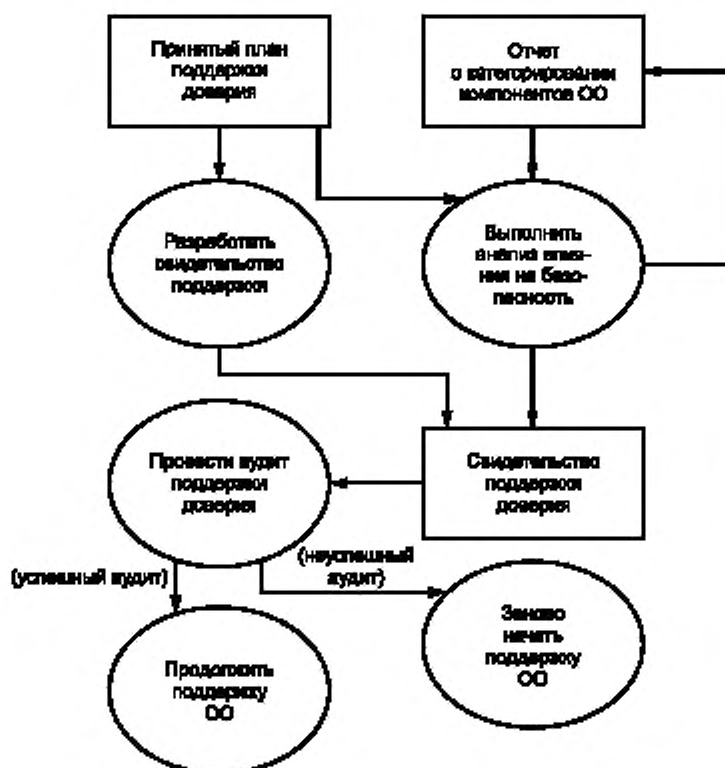 Принятый план
поддержки
доверия
Отчет
о категорировании
компонентов ОО
Разработать
свидетельство
поддержки
Выполнить
анализ влия-
ния на безо-
пасность
Провести аудит
поддержки
доверия
Свидетельство
поддержки
доверия
(успешный аудит)
(неуспешный
аудит)
Заново
начать
поддержку
ОО
Продолжить
поддержку
ОО